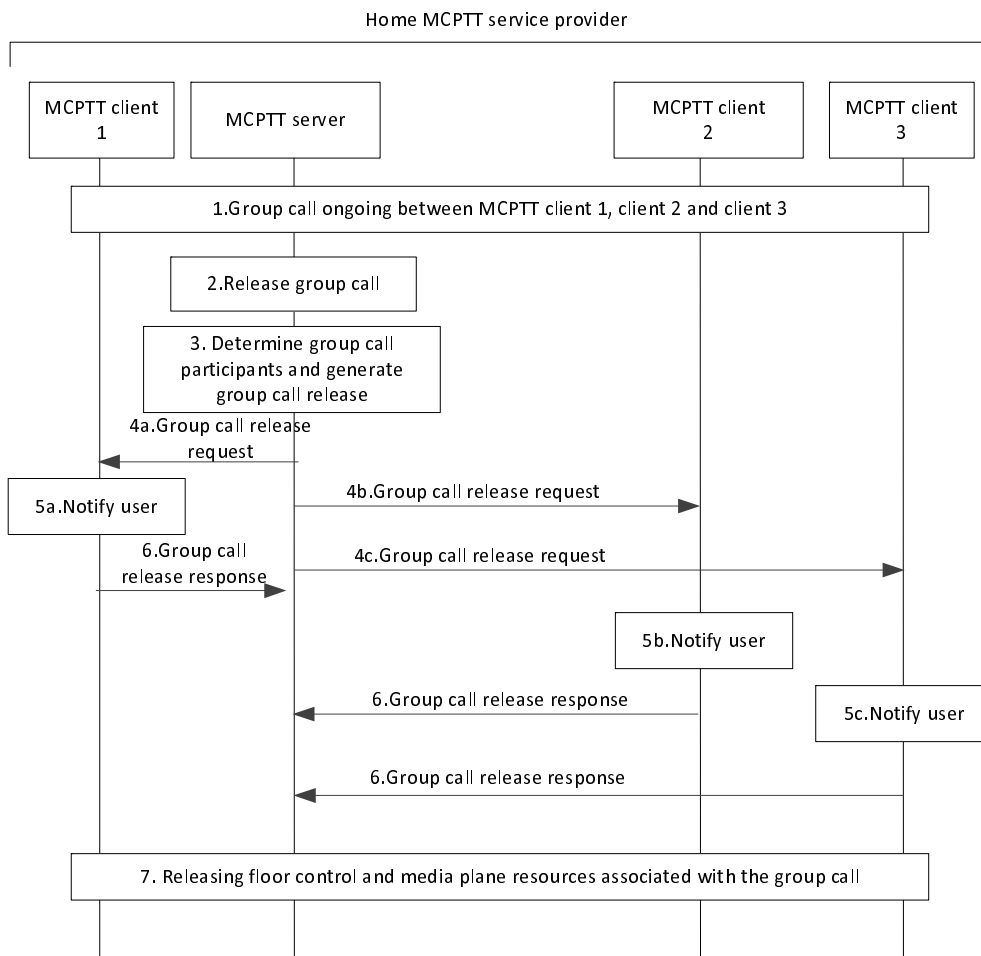 Home MCPTT service provider
MCPTT client
1
MCPTT server
MCPTT client
2
MCPTT client
3
1.Group call ongoing between MCPTT client 1, client 2 and client 3
2.Release group call
3. Determine group call
participants and generate
group call release
4a.Group call release
request
5a.Notify user
4b.Group call release request
6.Group call
release response
4c.Group call release request
5b.Notify user
6.Group call release response
5c.Notify user
6.Group call release response
7. Releasing floor control and media plane resources associated with the group call